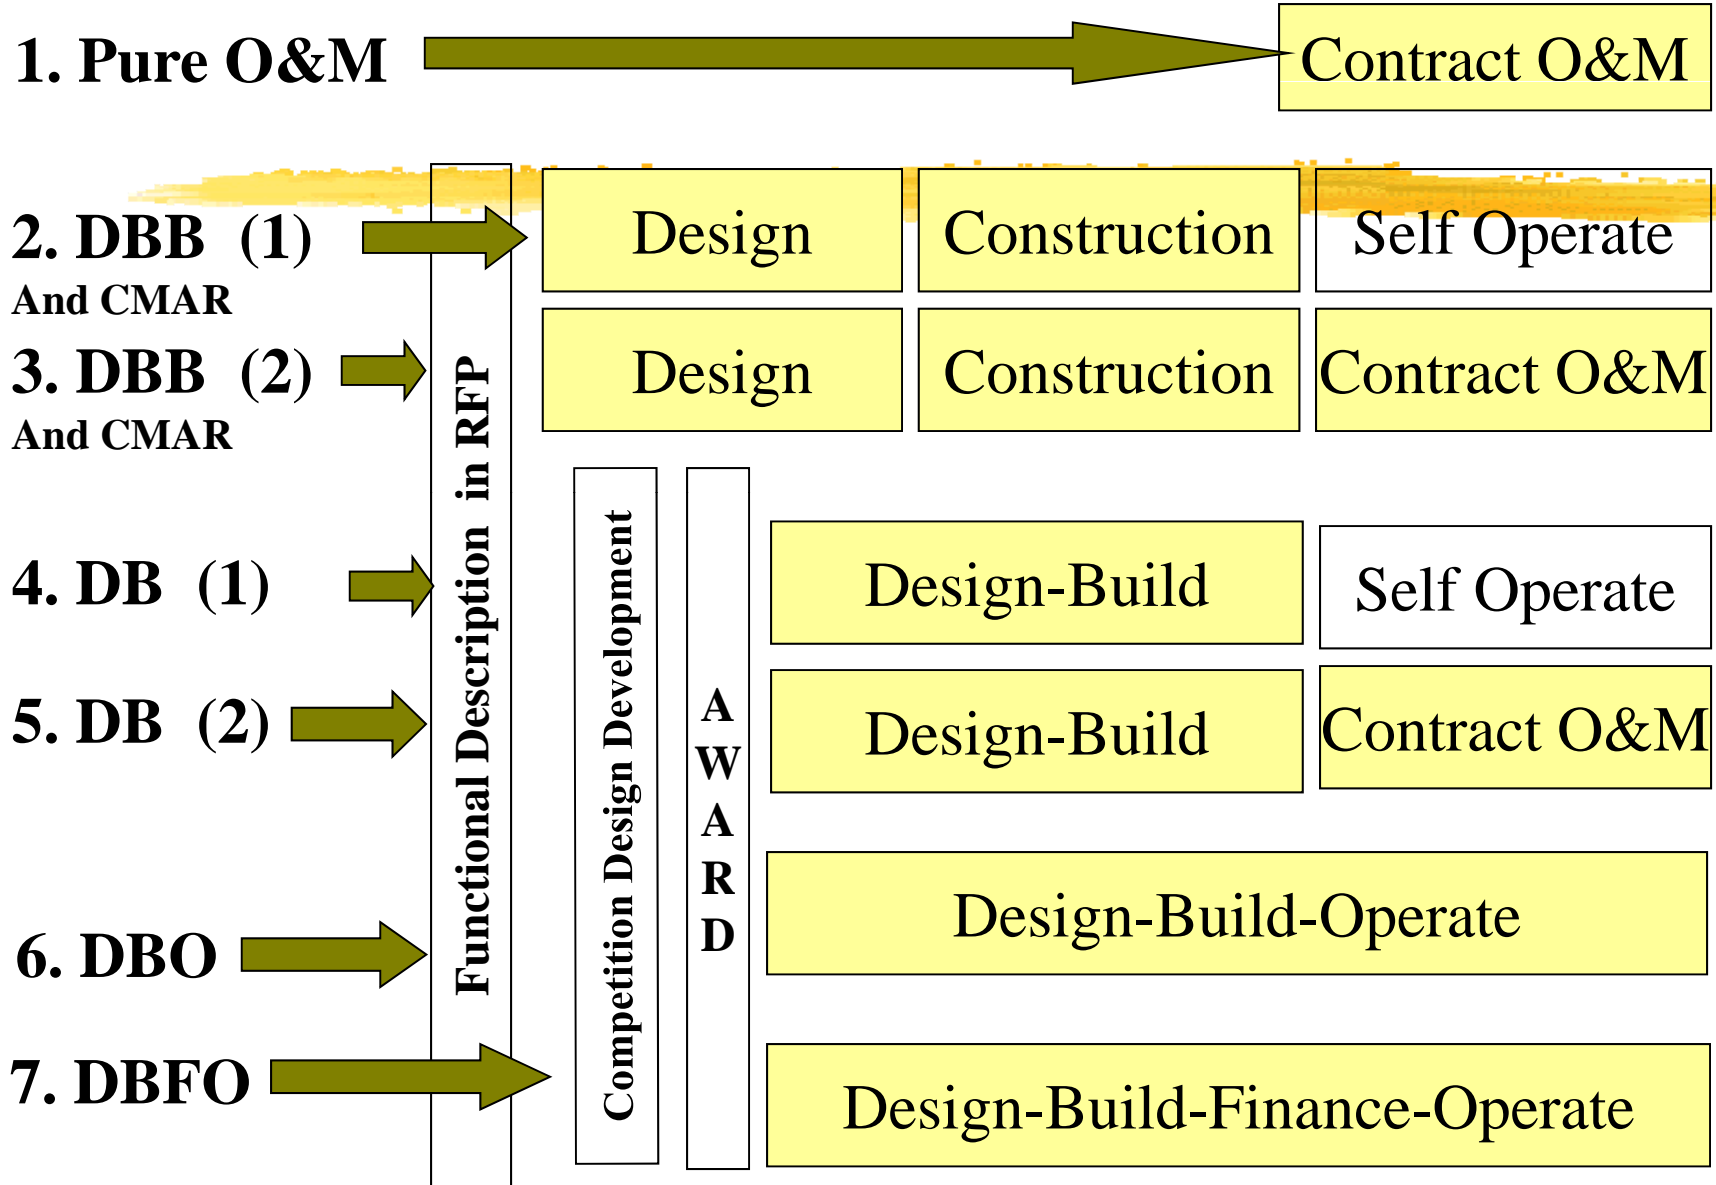 1. Pure O&M
Contract O&M
2. DBB (1)
And CMAR
Design
Construction
Self Operate
3. DBB (2)
And CMAR
Design
Construction
Contract O&M
Functional Description in RFP
Competition Design Development
A
W
A
R
D
4. DB (1)
Design-Build
Self Operate
5. DB (2)
Design-Build
Contract O&M
6. DBO
Design-Build-Operate
7. DBFO
Design-Build-Finance-Operate